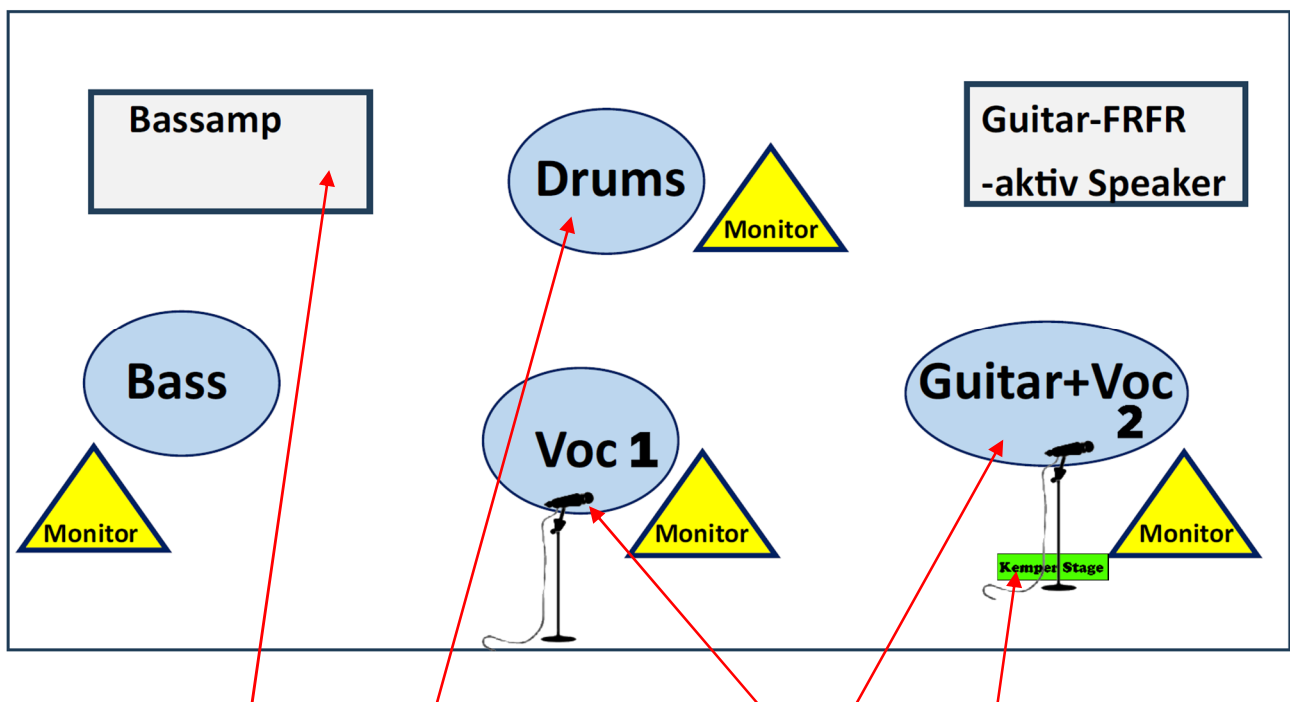 Bassamp
Drums
Monitor
Guitar-FRFR
-aktiv Speaker
Bass
Monitor
Voc 1
Monitor
Guitar+Voc
2
Monitor
Kemper Stage